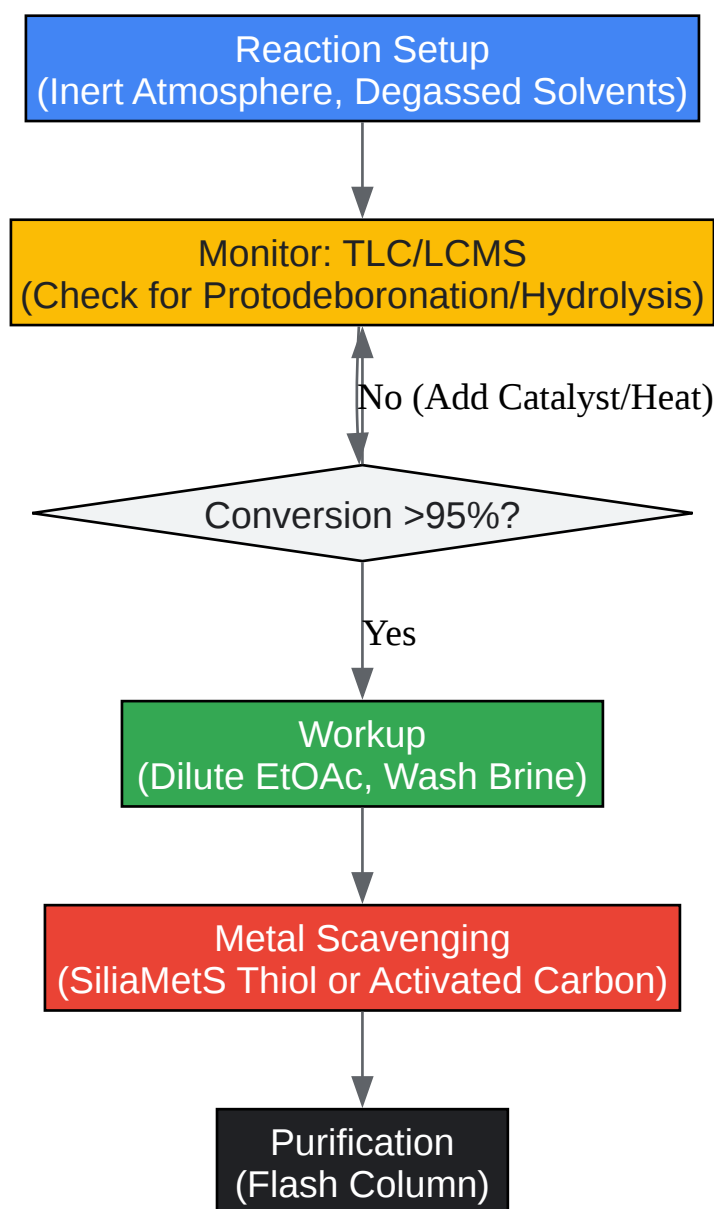 Reaction Setup
(Inert Atmosphere, Degassed Solvents)
Monitor: TLC/LCMS
(Check for Protodeboronation/Hydrolysis)
No (Add Catalyst/Heat)
Conversion >95%?
Yes
Workup
(Dilute EtOAc, Wash Brine)
Metal Scavenging
(SiliaMetS Thiol or Activated Carbon)
Purification
(Flash Column)